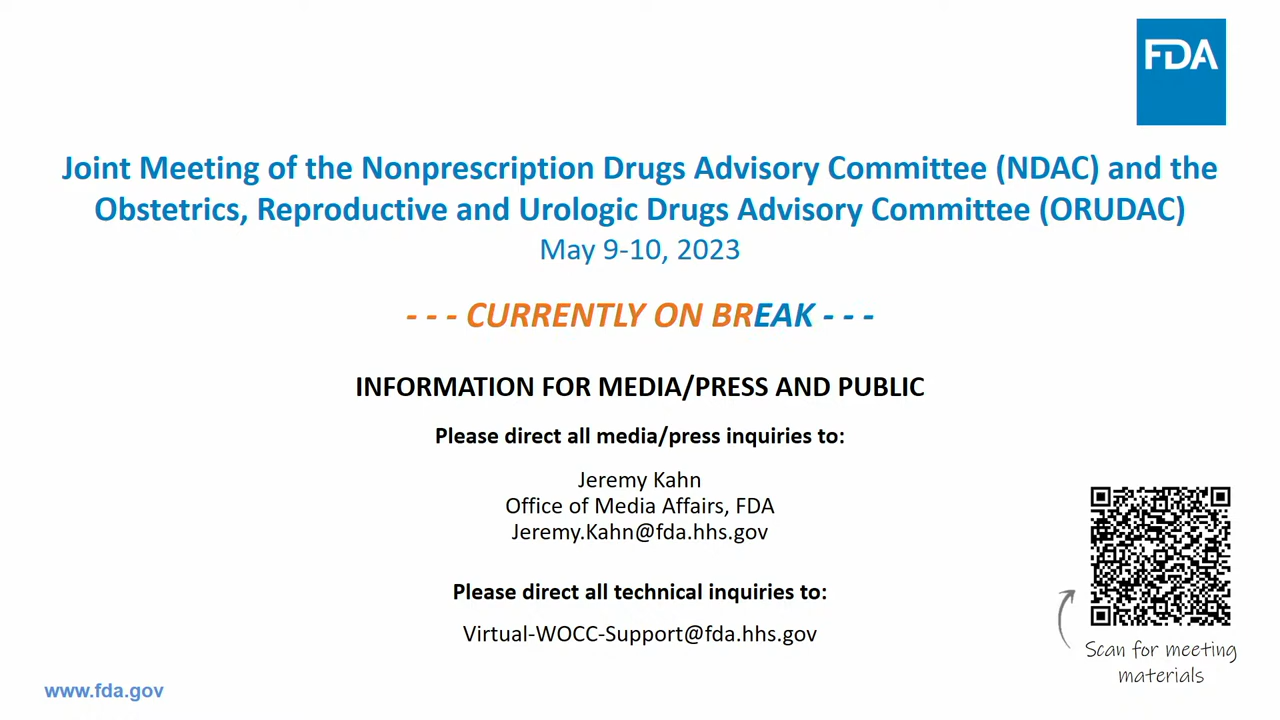 FDA
Joint Meeting of the Nonprescription Drugs Advisory Committee (NDAC) and the
Obstetrics, Reproductive and Urologic Drugs Advisory Committee (ORUDAC)
May 9-10, 2023
- - - CURRENTLY ON BREAK - - -
INFORMATION FOR MEDIA/PRESS AND PUBLIC
Please direct all media/press inquiries to:
Jeremy Kahn
Office of Media Affairs, FDA
Jeremy.Kahn@fda.hhs.gov
Please direct all technical inquiries to:
Virtual-WOCC-Support@fda.hhs.gov
Scan for meeting
materials
www.fda.gov